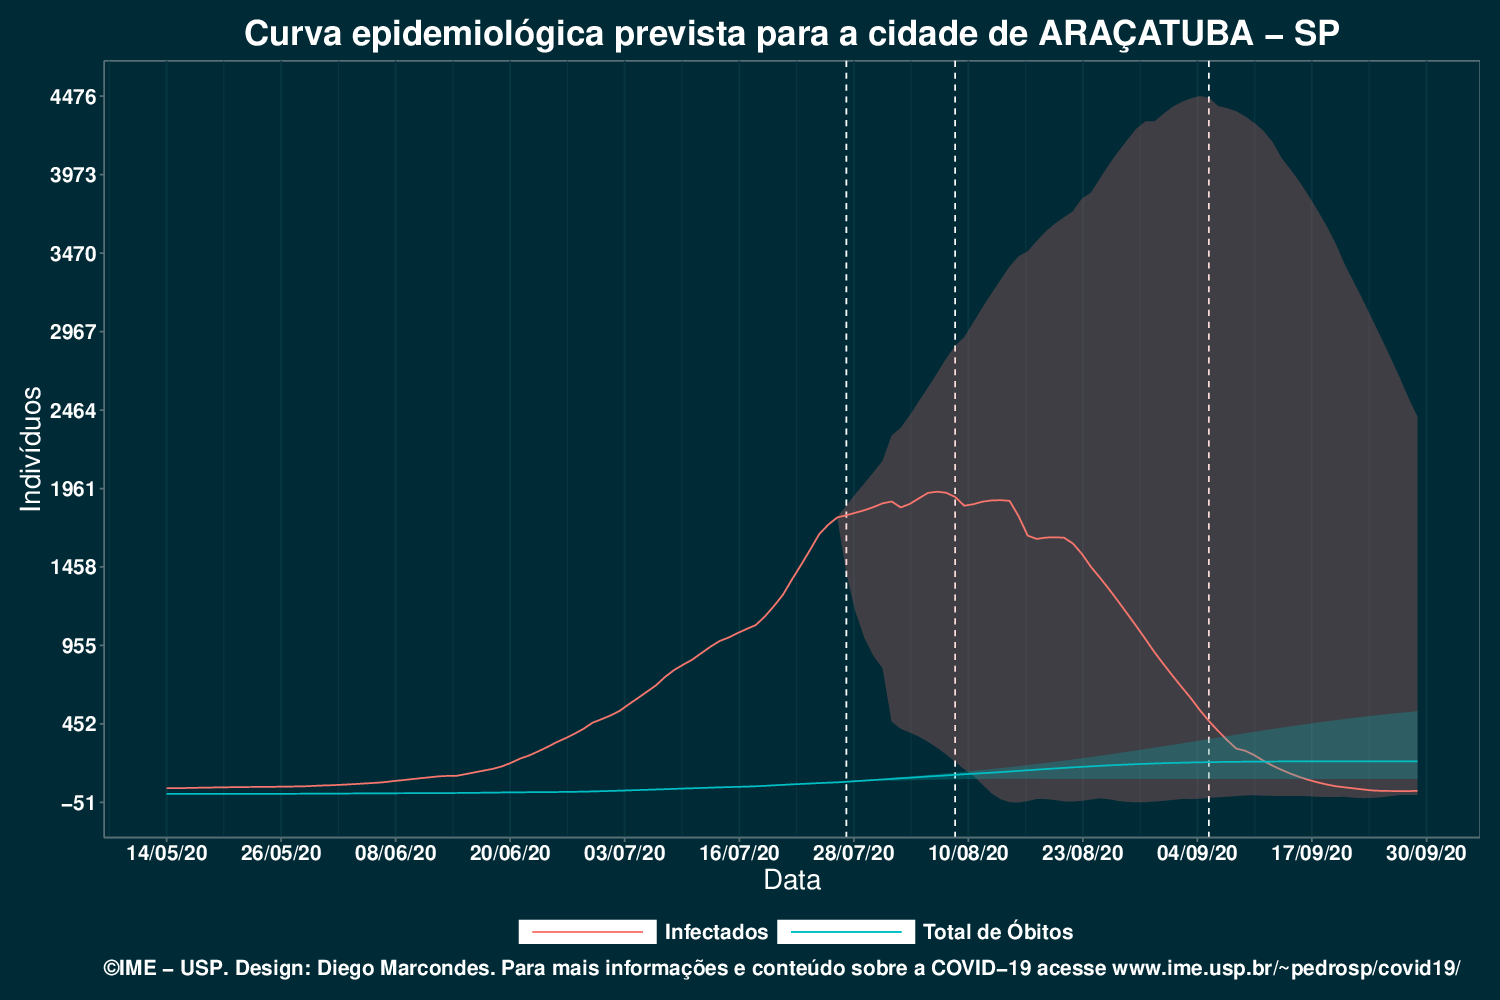 Curva epidemiológica prevista para a cidade de ARAÇATUBA – SP
4476
3973
3470
2967
2464
1961
1458
955
452
−51
Indivíduos
14/05/20 26/05/20 08/06/20 20/06/20 03/07/20 16/07/20 28/07/20 10/08/20 23/08/20 04/09/20 17/09/20 30/09/20
Data
Infectados Total de Óbitos
©IME – USP. Design: Diego Marcondes. Para mais informações e conteúdo sobre a COVID−19 acesse www.ime.usp.br/~pedrosp/covid19/